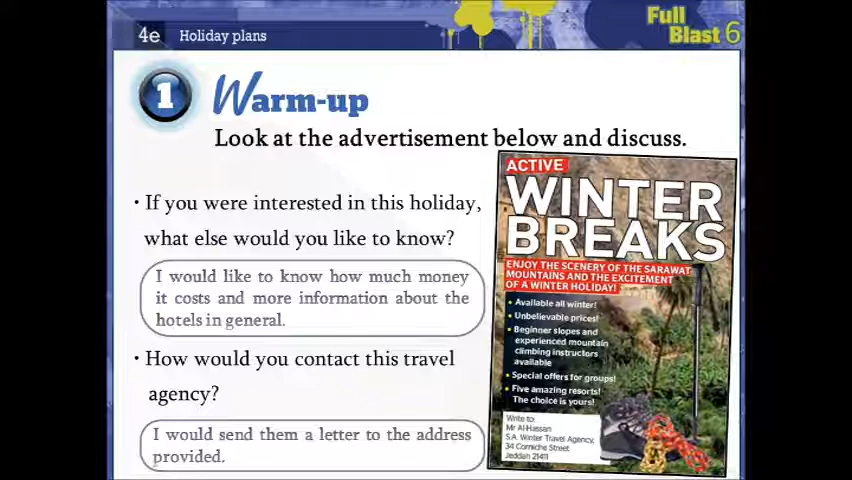 4e Holiday plans
Full
Blast 6
1 Warm-up
Look at the advertisement below and discuss.
• If you were interested in this holiday,
what else would you like to know?
I would like to know how much money
it costs and more information about the
hotels in general.
• How would you contact this travel
agency?
I would send them a letter to the address
provided.
ACTIVE
WINTER
BREAKS
ENJOY THE SCENERY OF THE SARAWAT
MOUNTAINS AND THE EXCITEMENT
OF A WINTER HOLIDAY!
• Available all winter!
• Unbelievable prices!
• Beginner slopes and
experienced mountain
climbing instructors
available
• Special offers for groups!
• Five amazing resorts!
The choice is yours!
Write to:
Mr Al-Hassan
S.A. Winter Travel Agency,
34 Corniche Street
Jeddah 21411